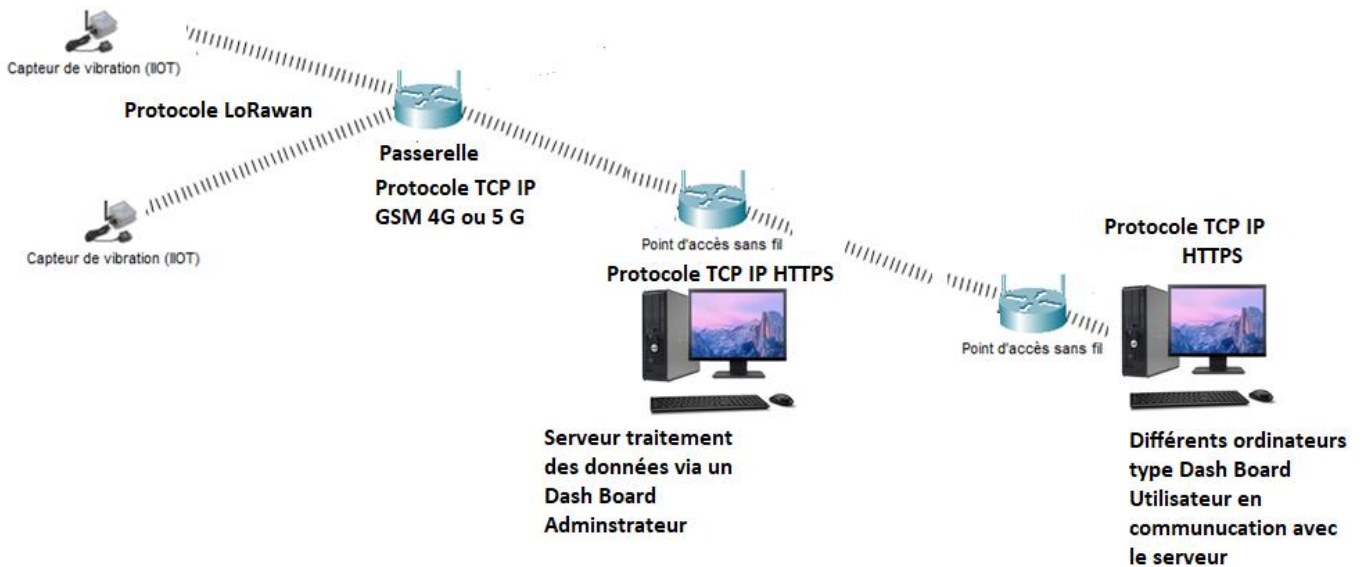 Capteur de vibration (IIOT)
Protocole LoRawan
Passerelle
Protocole TCP IP
GSM 4G ou 5 G
Capteur de vibration (IIOT)
Point d'accès sans fil
Protocole TCP IP HTTPS
Serveur traitement
des données via un
Dash Board
Adminstrateur
Point d'accès sans fil
Protocole TCP IP
HTTPS
Différents ordinateurs
type Dash Board
Utilisateur en
communucation avec
le serveur